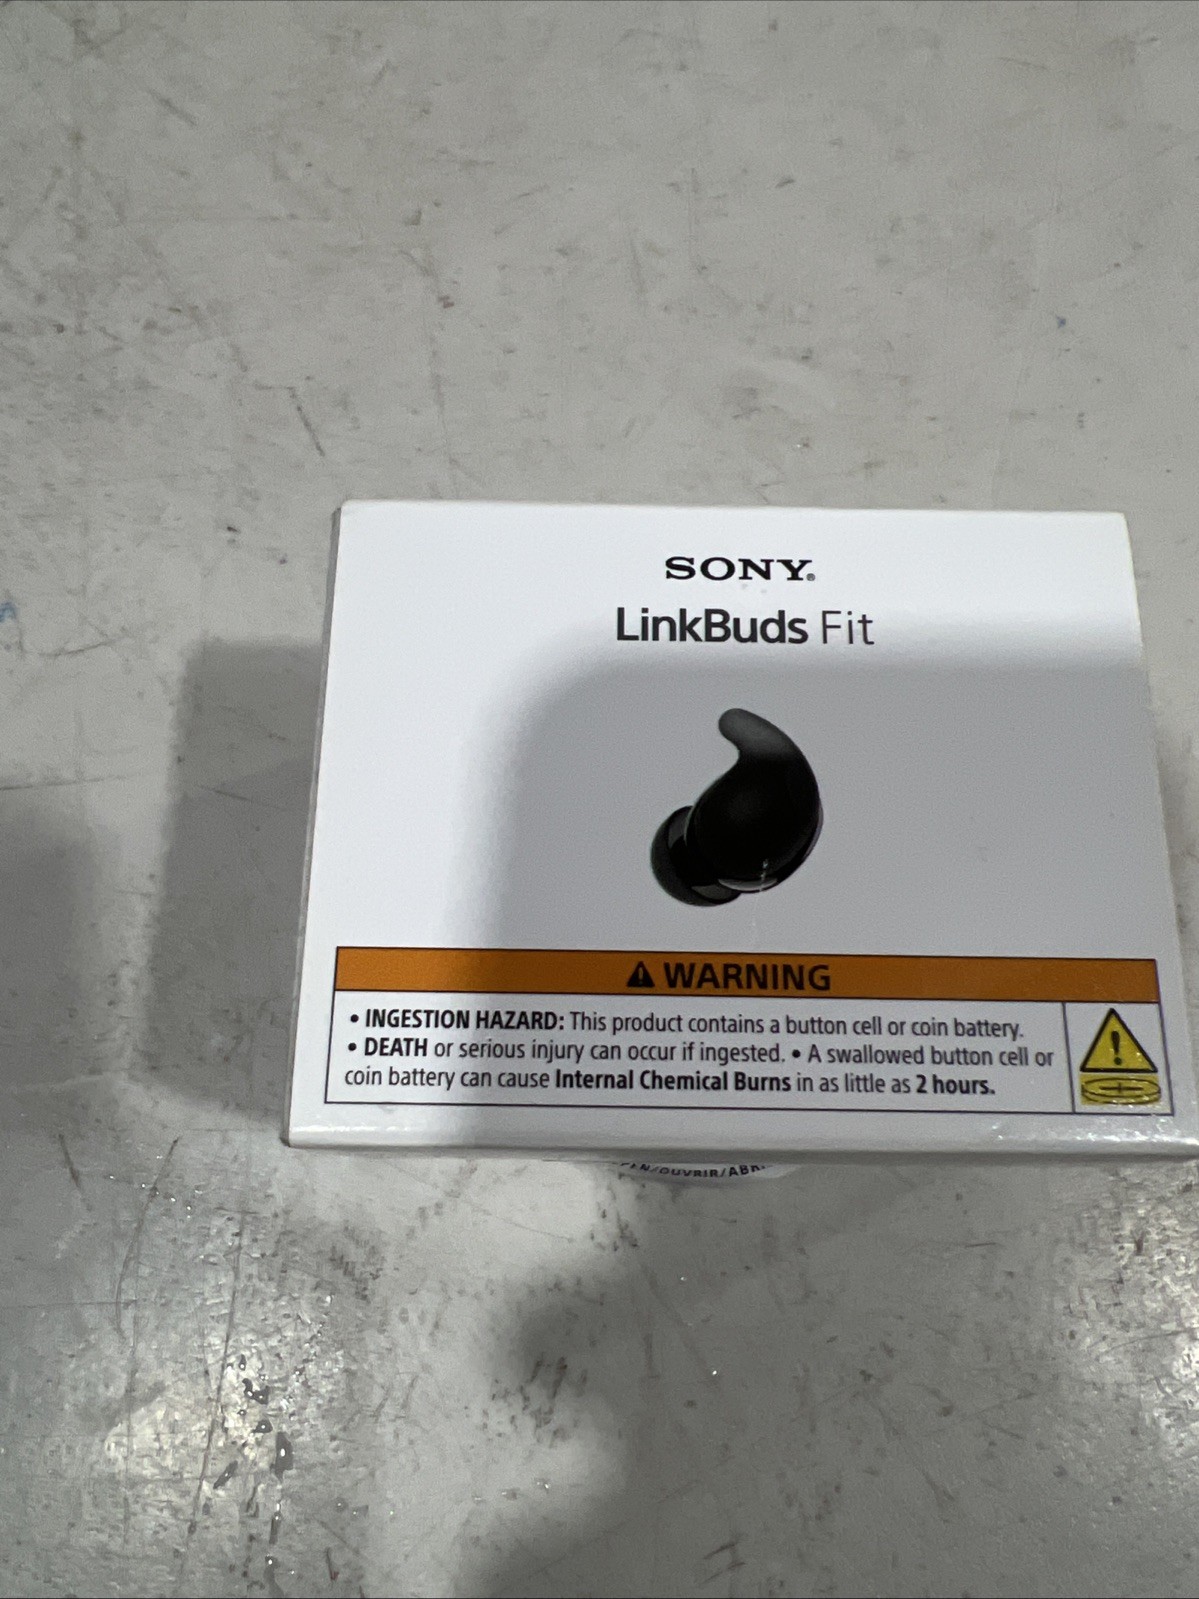 SONY®
LinkBuds Fit
⚠ WARNING
• INGESTION HAZARD: This product contains a button cell or coin battery.
• DEATH or serious injury can occur if ingested. • A swallowed button cell or
coin battery can cause Internal Chemical Burns in as little as 2 hours.
/OUVRIR/